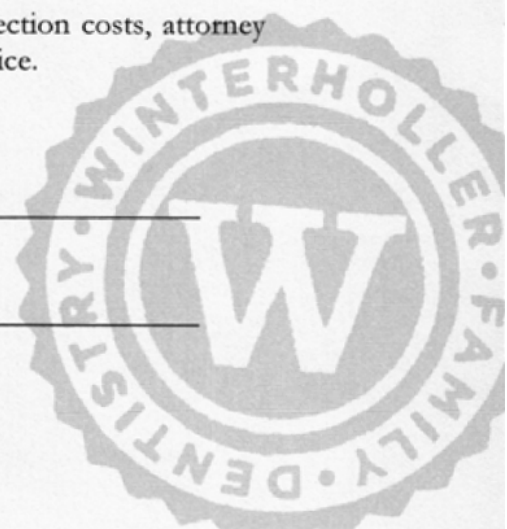 ection costs, attorney
ice.
WINTERHOLLER • FAMILY • DENTISTRY •
W